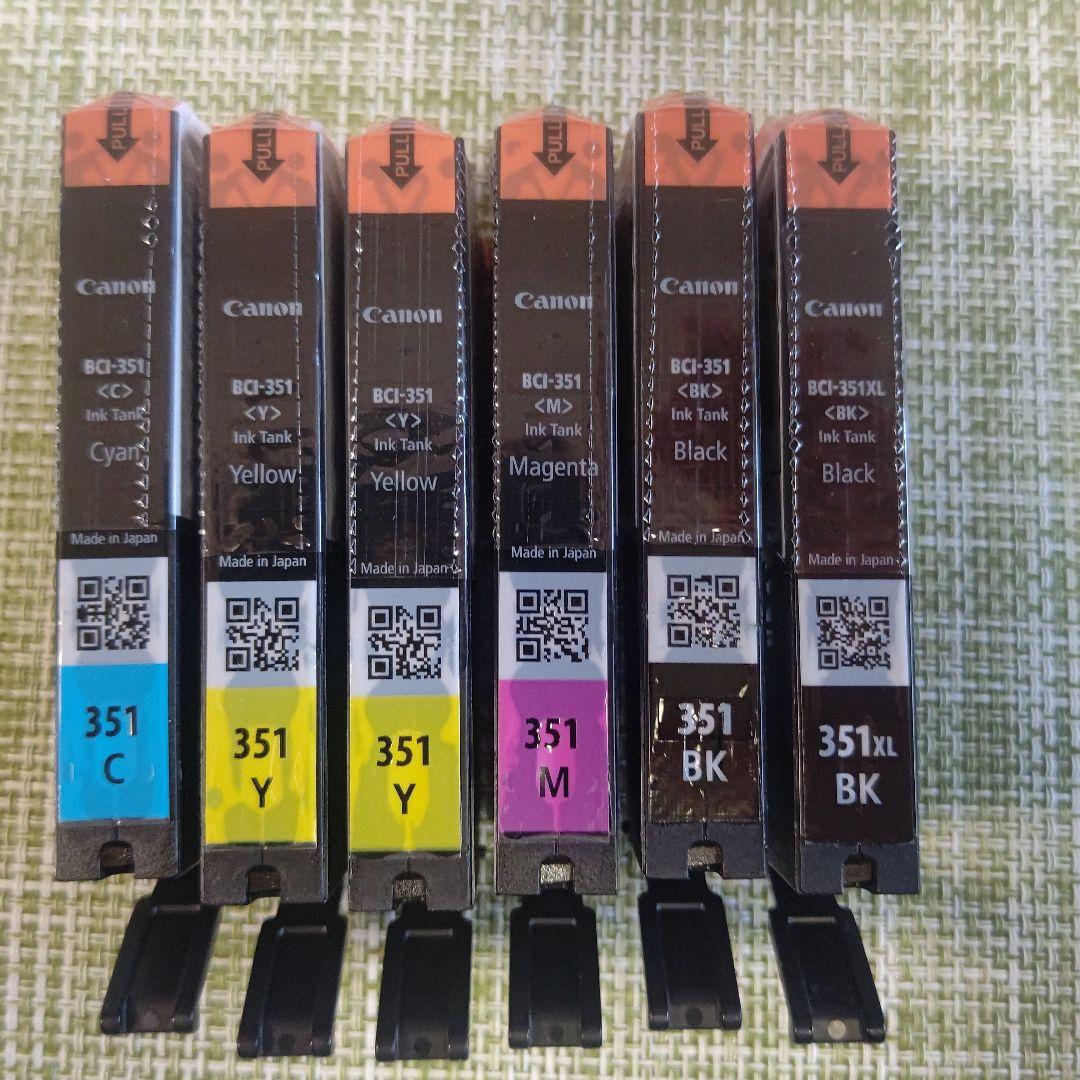 PULL
Canon
BCI-351
<C>
Ink Tank
Cyan
Made in Japan
351
C
PULL
Canon
BCI-351
<Y>
Ink Tank
Yellow
Made in Japan
351
Y
PULL
Canon
BCI-351
<Y>
Ink Tank
Yellow
Made in Japan
351
Y
PULL
Canon
BCI-351
<M>
Ink Tank
Magenta
Made in Japan
351
M
PULL
Canon
BCI-351
<BK>
Ink Tank
Black
Made in Japan
351
BK
PULL
Canon
BCI-351XL
<BK>
Ink Tank
Black
Made in Japan
351XL
BK